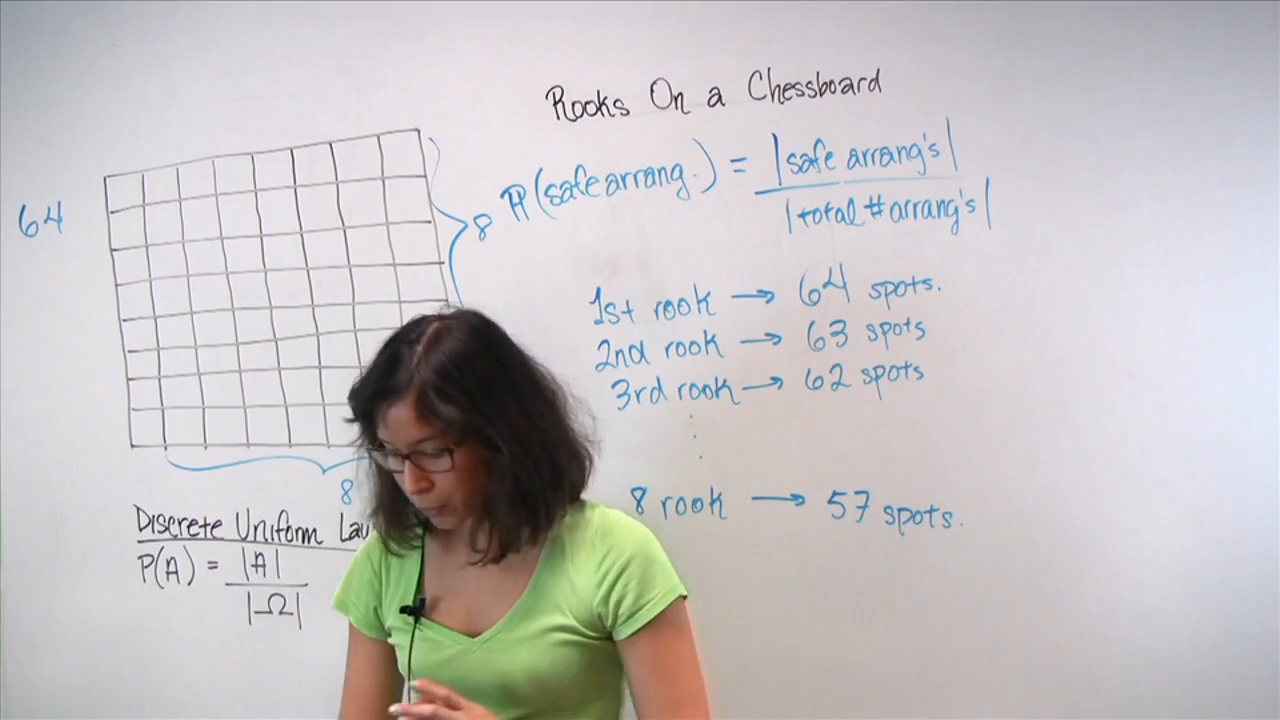 Rooks On a Chessboard
64
8
8
P(safe arrang.) = |safe arrang's|
|total # arrang's|
1st rook → 64 spots.
2nd rook → 63 spots
3rd rook → 62 spots
8 rook → 57 spots.
Discrete Uniform
P(A) = |A|
|Ω|